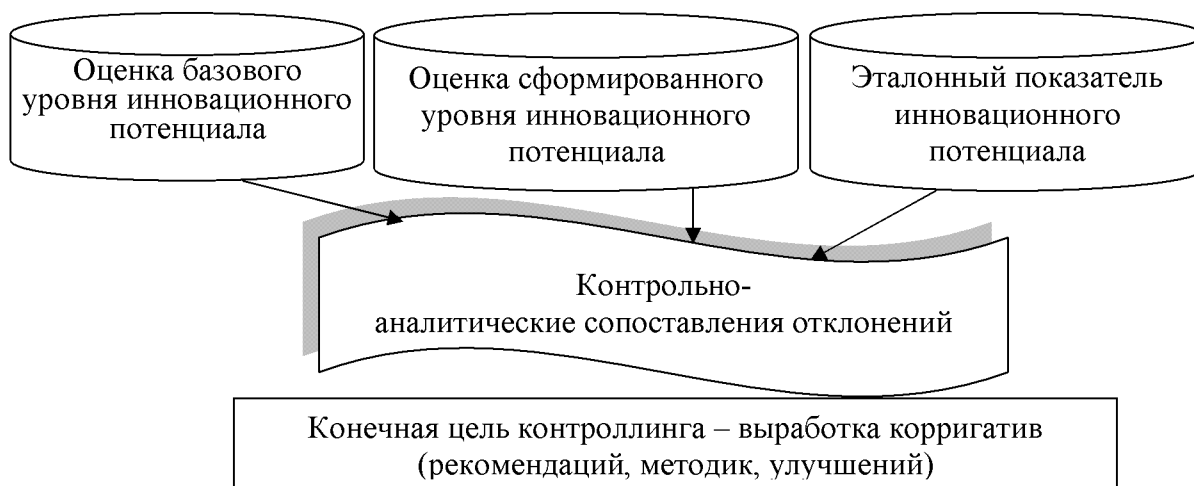 Оценка базового
уровня инновационного
потенциала
Оценка сформированного
уровня инновационного
потенциала
Эталонный показатель
инновационного
потенциала
Контрольно-
аналитические сопоставления отклонений
Конечная цель контроллинга – выработка корригатив
(рекомендаций, методик, улучшений)